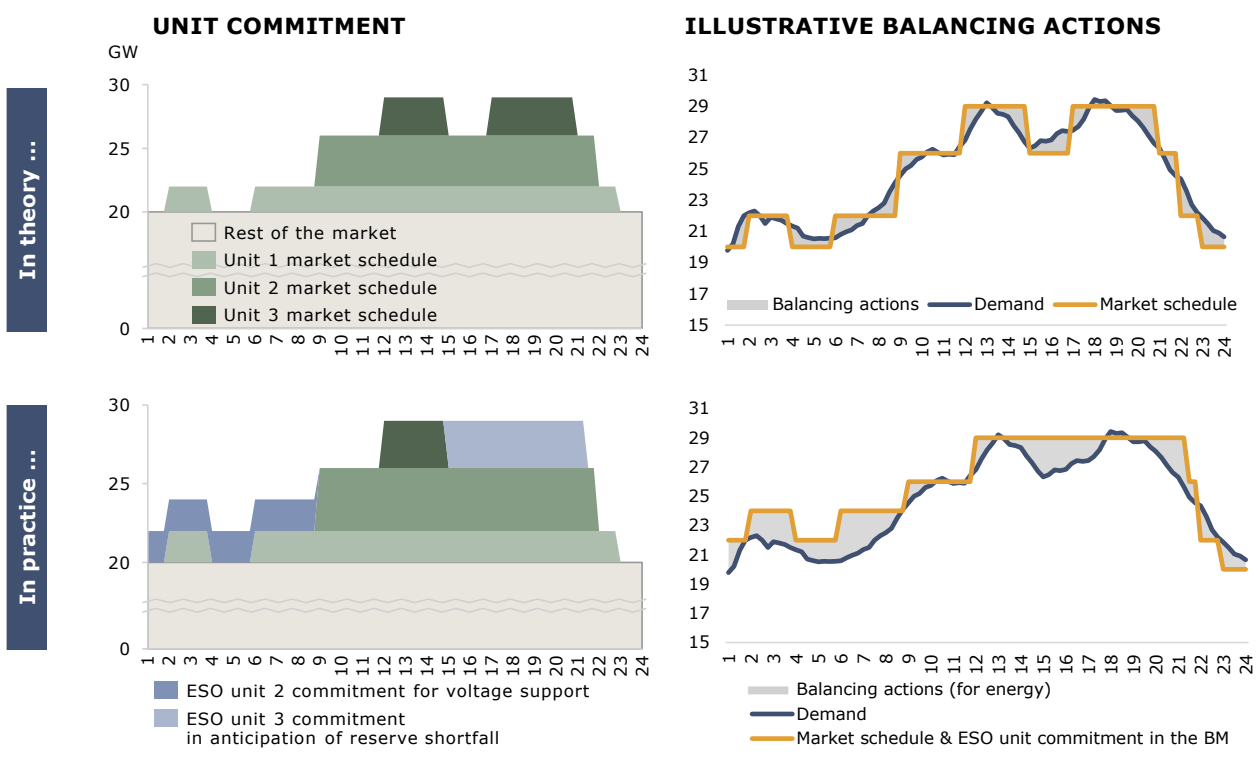 UNIT COMMITMENT
ILLUSTRATIVE BALANCING ACTIONS
In theory ...
GW
30
25
20
0
Rest of the market
Unit 1 market schedule
Unit 2 market schedule
Unit 3 market schedule
1 2 3 4 5 6 7 8 9 10 11 12 13 14 15 16 17 18 19 20 21 22 23 24
31
29
27
25
23
21
19
17
15
Balancing actions Demand Market schedule
1 2 3 4 5 6 7 8 9 10 11 12 13 14 15 16 17 18 19 20 21 22 23 24
In practice ...
30
25
20
0
1 2 3 4 5 6 7 8 9 10 11 12 13 14 15 16 17 18 19 20 21 22 23 24
ESO unit 2 commitment for voltage support
ESO unit 3 commitment
in anticipation of reserve shortfall
31
29
27
25
23
21
19
17
15
1 2 3 4 5 6 7 8 9 10 11 12 13 14 15 16 17 18 19 20 21 22 23 24
Balancing actions (for energy)
Demand
Market schedule & ESO unit commitment in the BM